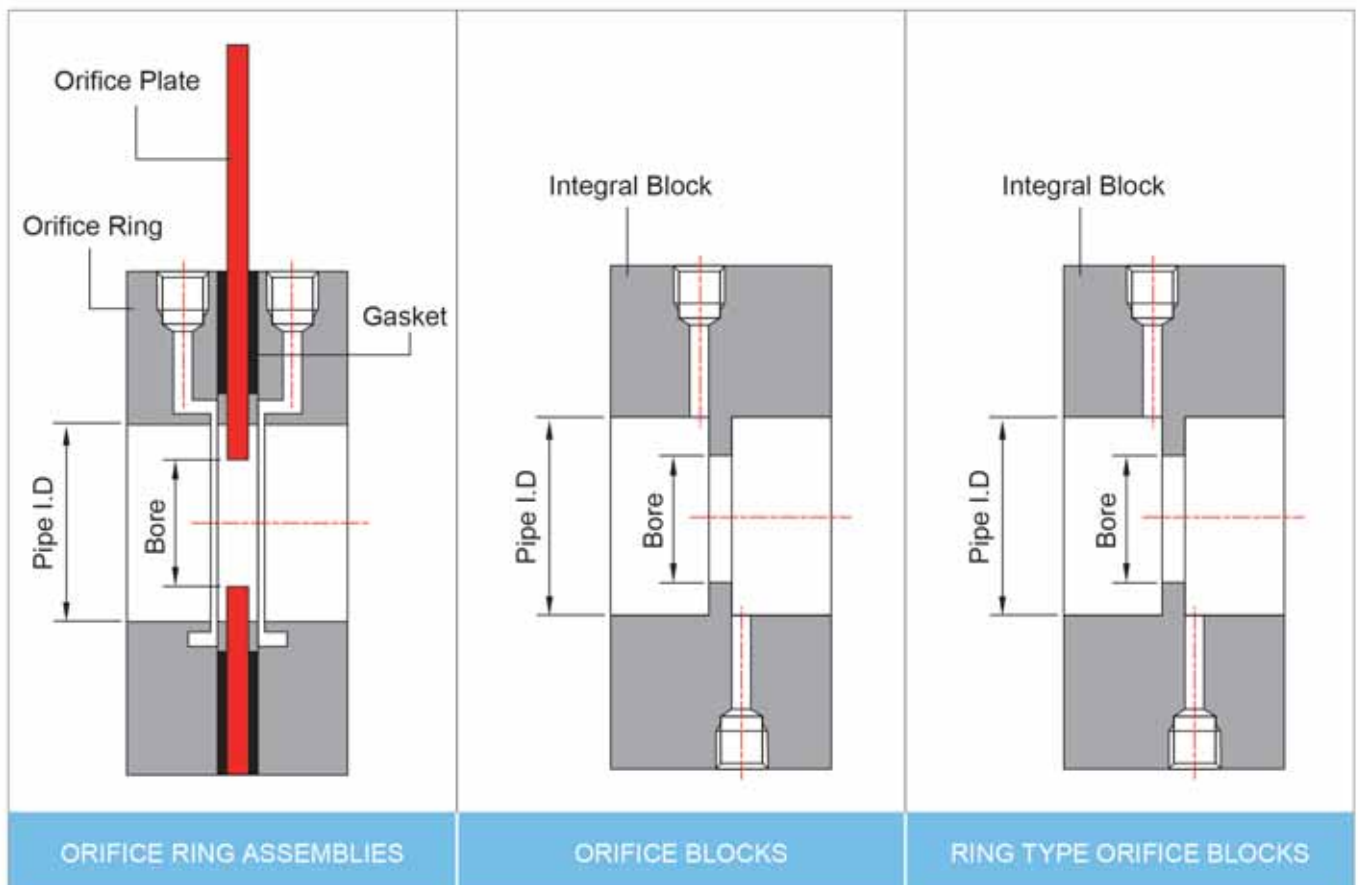 Orifice Plate
Orifice Ring
Gasket
Pipe I.D
Bore
ORIFICE RING ASSEMBLIES
Integral Block
Pipe I.D
Bore
ORIFICE BLOCKS
Integral Block
Pipe I.D
Bore
RING TYPE ORIFICE BLOCKS